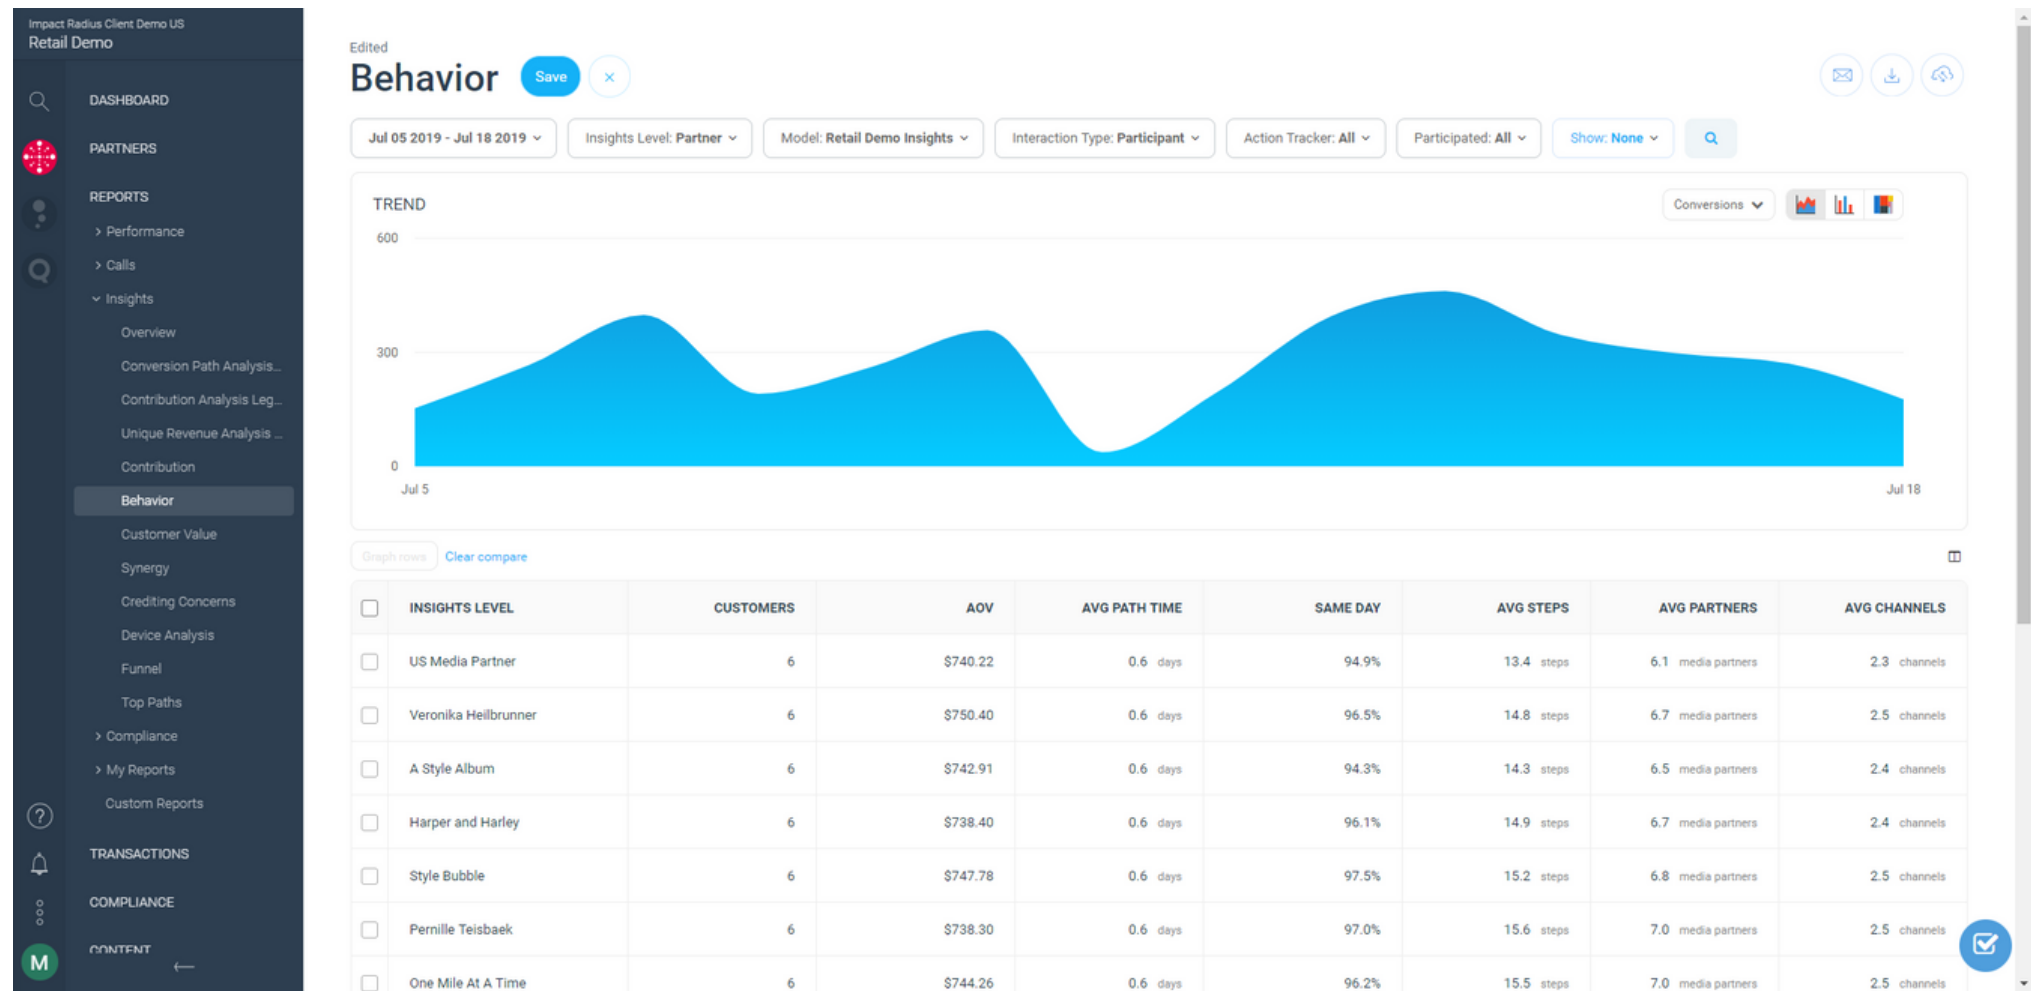 Impact Radius Client Demo US
Retail Demo
DASHBOARD
PARTNERS
REPORTS
Performance
Calls
Insights
Overview
Conversion Path Analysis...
Contribution Analysis Leg...
Unique Revenue Analysis ...
Contribution
Behavior
Customer Value
Synergy
Crediting Concerns
Device Analysis
Funnel
Top Paths
Compliance
My Reports
Custom Reports
TRANSACTIONS
COMPLIANCE
CONTENT
M
Edited
Behavior Save ×
Jul 05 2019 - Jul 18 2019 Insights Level: Partner Model: Retail Demo Insights Interaction Type: Participant Action Tracker: All Participated: All Show: None
TREND Conversions
600
300
0
Jul 5 Jul 18
Graph rows Clear compare
INSIGHTS LEVEL CUSTOMERS AOV AVG PATH TIME SAME DAY AVG STEPS AVG PARTNERS AVG CHANNELS
US Media Partner 6 $740.22 0.6 days 94.9% 13.4 steps 6.1 media partners 2.3 channels
Veronika Heilbrunner 6 $750.40 0.6 days 96.5% 14.8 steps 6.7 media partners 2.5 channels
A Style Album 6 $742.91 0.6 days 94.3% 14.3 steps 6.5 media partners 2.4 channels
Harper and Harley 6 $738.40 0.6 days 96.1% 14.9 steps 6.7 media partners 2.4 channels
Style Bubble 6 $747.78 0.6 days 97.5% 15.2 steps 6.8 media partners 2.5 channels
Pernille Teisbaek 6 $738.30 0.6 days 97.0% 15.6 steps 7.0 media partners 2.5 channels
One Mile At A Time 6 $744.26 0.6 days 96.2% 15.5 steps 7.0 media partners 2.5 channels